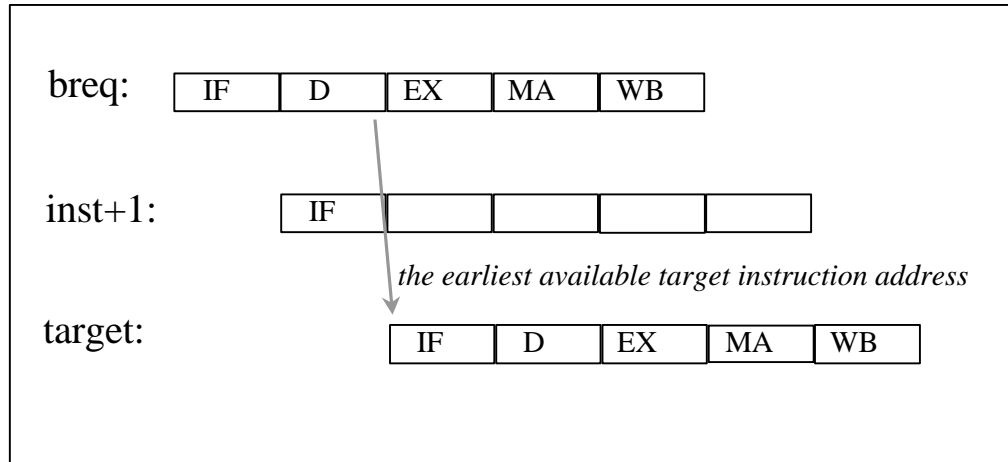 breq: IF D EX MA WB
inst+1: IF
the earliest available target instruction address
target: IF D EX MA WB